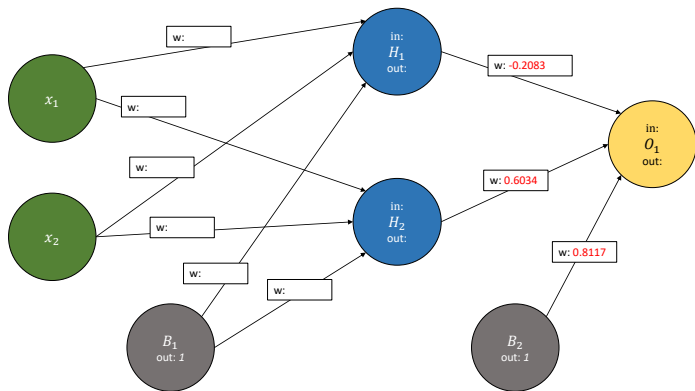 w:
in:
H₁
out:
w: -0.2083
x₁
w:
in:
O₁
out:
w:
w: 0.6034
in:
H₂
out:
x₂
w:
w: 0.8117
w:
w:
B₁
out: 1
B₂
out: 1